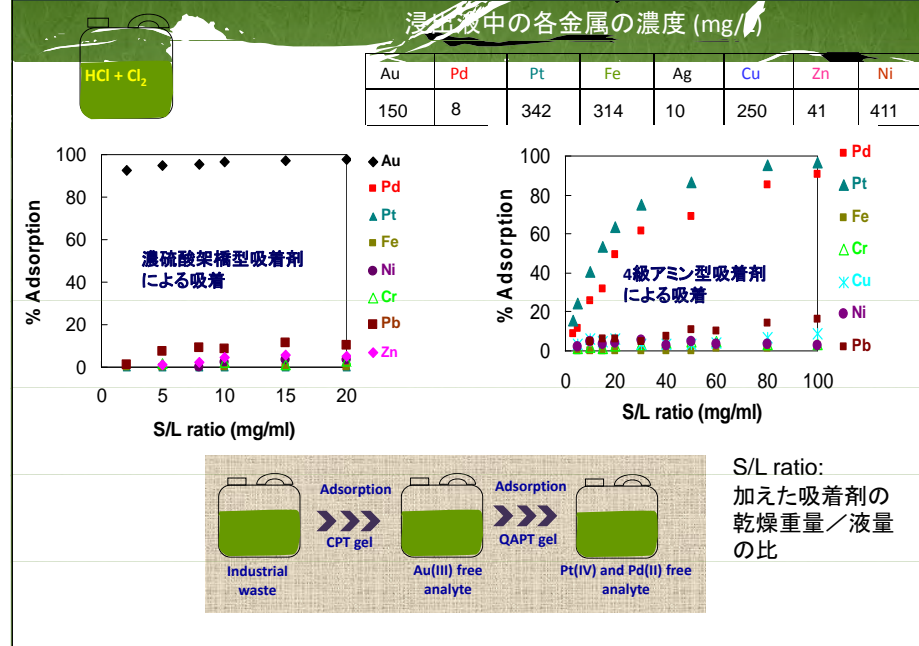 浸出液中の各金属の濃度 (mg/L)
HCl + Cl2
Au Pd Pt Fe Ag Cu Zn Ni
150 8 342 314 10 250 41 411
% Adsorption
100
80
60
40
20
0
0 5 10 15 20
S/L ratio (mg/ml)
濃硫酸架橋型吸着剤
による吸着
Au
Pd
Pt
Fe
Ni
Cr
Pb
Zn
% Adsorption
100
80
60
40
20
0
0 20 40 60 80 100
S/L ratio (mg/ml)
4級アミン型吸着剤
による吸着
Pd
Pt
Fe
Cr
Cu
Ni
Pb
Adsorption
CPT gel
Adsorption
QAPT gel
Industrial
waste
Au(III) free
analyte
Pt(IV) and Pd(II) free
analyte
S/L ratio:
加えた吸着剤の
乾燥重量／液量
の比